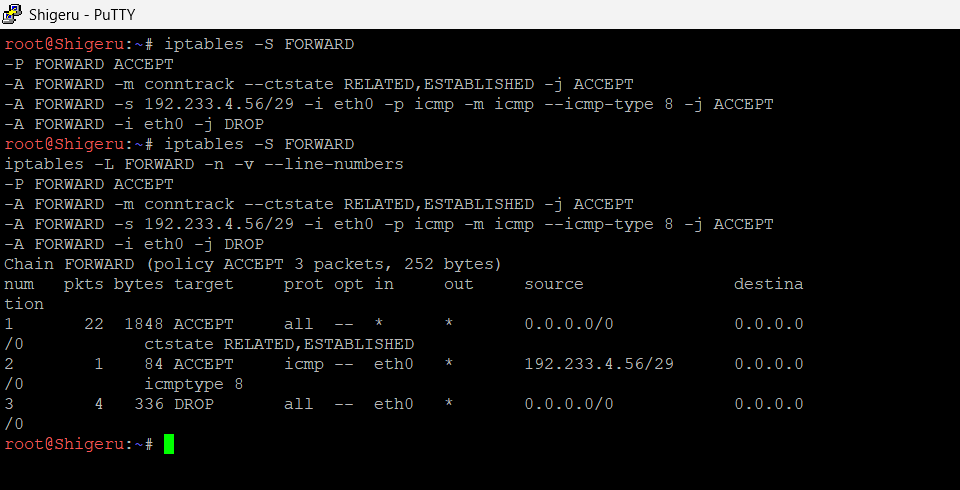 Shigeru - PuTTY
root@Shigeru:~# iptables -S FORWARD
-P FORWARD ACCEPT
-A FORWARD -m conntrack --ctstate RELATED,ESTABLISHED -j ACCEPT
-A FORWARD -s 192.233.4.56/29 -i eth0 -p icmp -m icmp --icmp-type 8 -j ACCEPT
-A FORWARD -i eth0 -j DROP
root@Shigeru:~# iptables -S FORWARD
iptables -L FORWARD -n -v --line-numbers
-P FORWARD ACCEPT
-A FORWARD -m conntrack --ctstate RELATED,ESTABLISHED -j ACCEPT
-A FORWARD -s 192.233.4.56/29 -i eth0 -p icmp -m icmp --icmp-type 8 -j ACCEPT
-A FORWARD -i eth0 -j DROP
Chain FORWARD (policy ACCEPT 3 packets, 252 bytes)
num   pkts bytes target     prot opt in     out     source               destina
tion
1       22  1848 ACCEPT     all  --  *      *       0.0.0.0/0            0.0.0.0
/0            ctstate RELATED,ESTABLISHED
2        1    84 ACCEPT     icmp --  eth0   *       192.233.4.56/29      0.0.0.0
/0            icmptype 8
3        4   336 DROP       all  --  eth0   *       0.0.0.0/0            0.0.0.0
/0
root@Shigeru:~#